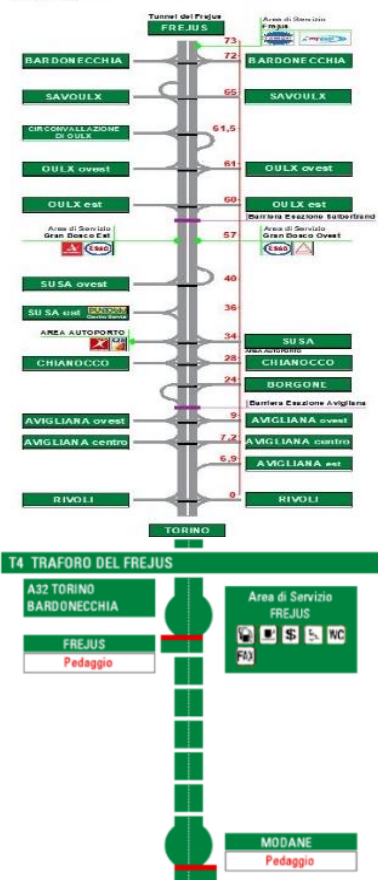 Tunnel del Frejus
FREJUS
Area di Servizio
Frejus
73
BARDONECCHIA
72
BARDONECCHIA
SAVOULX
65
SAVOULX
CIRCONVALLAZIONE
DI OULX
61,5
OULX ovest
61
OULX ovest
OULX est
60
OULX est
Barriera Esazione Salbertrand
Area di Servizio
Gran Bosco Est
57
Area di Servizio
Gran Bosco Ovest
Esso
Esso
SUSA ovest
40
SUSA est
36
AREA AUTOPORTO
34
SUSA
AREA AUTOPORTO
CHIANOCCO
28
CHIANOCCO
24
BORGONE
Barriera Esazione Avigliana
AVIGLIANA ovest
9
AVIGLIANA ovest
AVIGLIANA centro
7,2
AVIGLIANA centro
6,9
AVIGLIANA est
RIVOLI
0
RIVOLI
TORINO
T4 TRAFORO DEL FREJUS
A32 TORINO
BARDONECCHIA
Area di Servizio
FREJUS
$ WC
FAX
FREJUS
Pedaggio
MODANE
Pedaggio